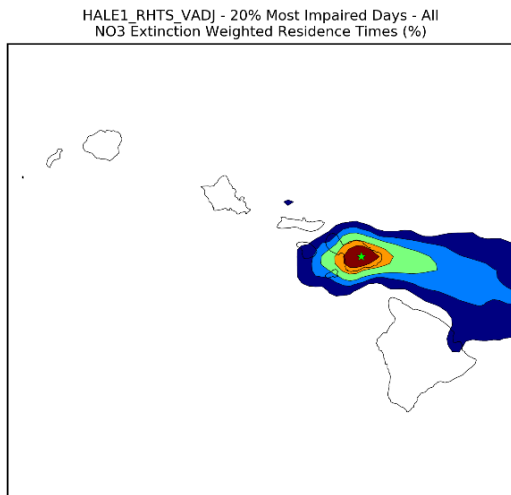 HALE1_RHTS_VADJ - 20% Most Impaired Days - All
NO3 Extinction Weighted Residence Times (%)